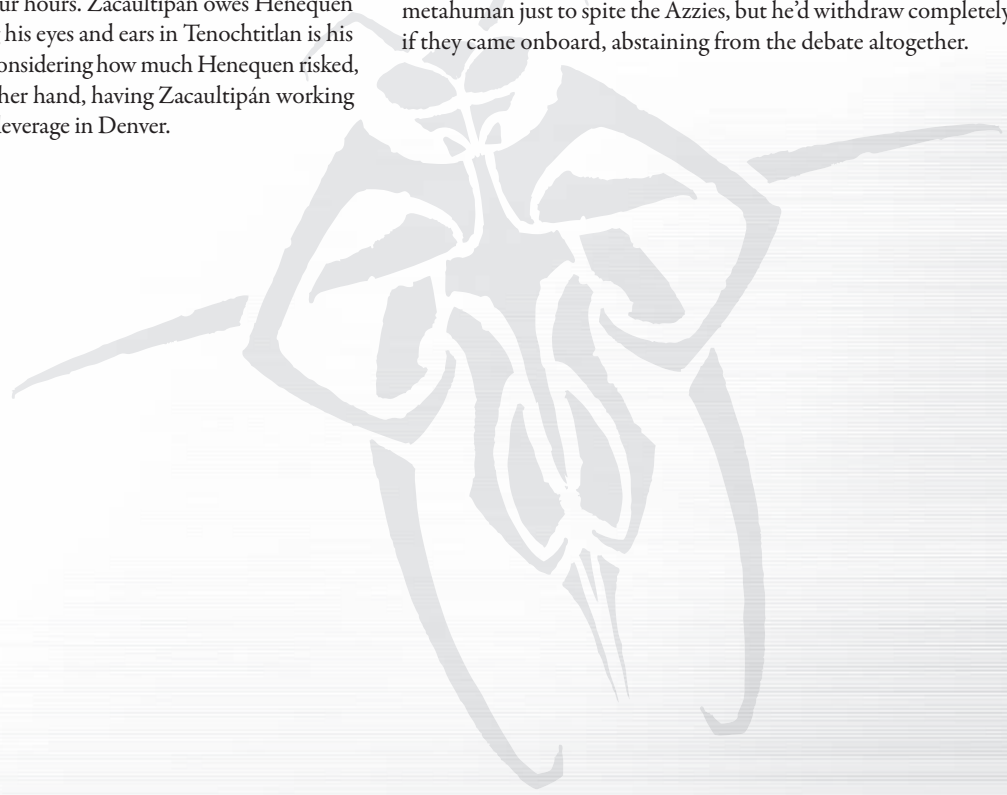 ur hours. Zacaultipán owes Henequen
his eyes and ears in Tenochtitlan is his
onsidering how much Henequen risked,
her hand, having Zacaultipán working
leverage in Denver.
metahuman just to spite the Azzies, but he’d withdraw completely
if they came onboard, abstaining from the debate altogether.